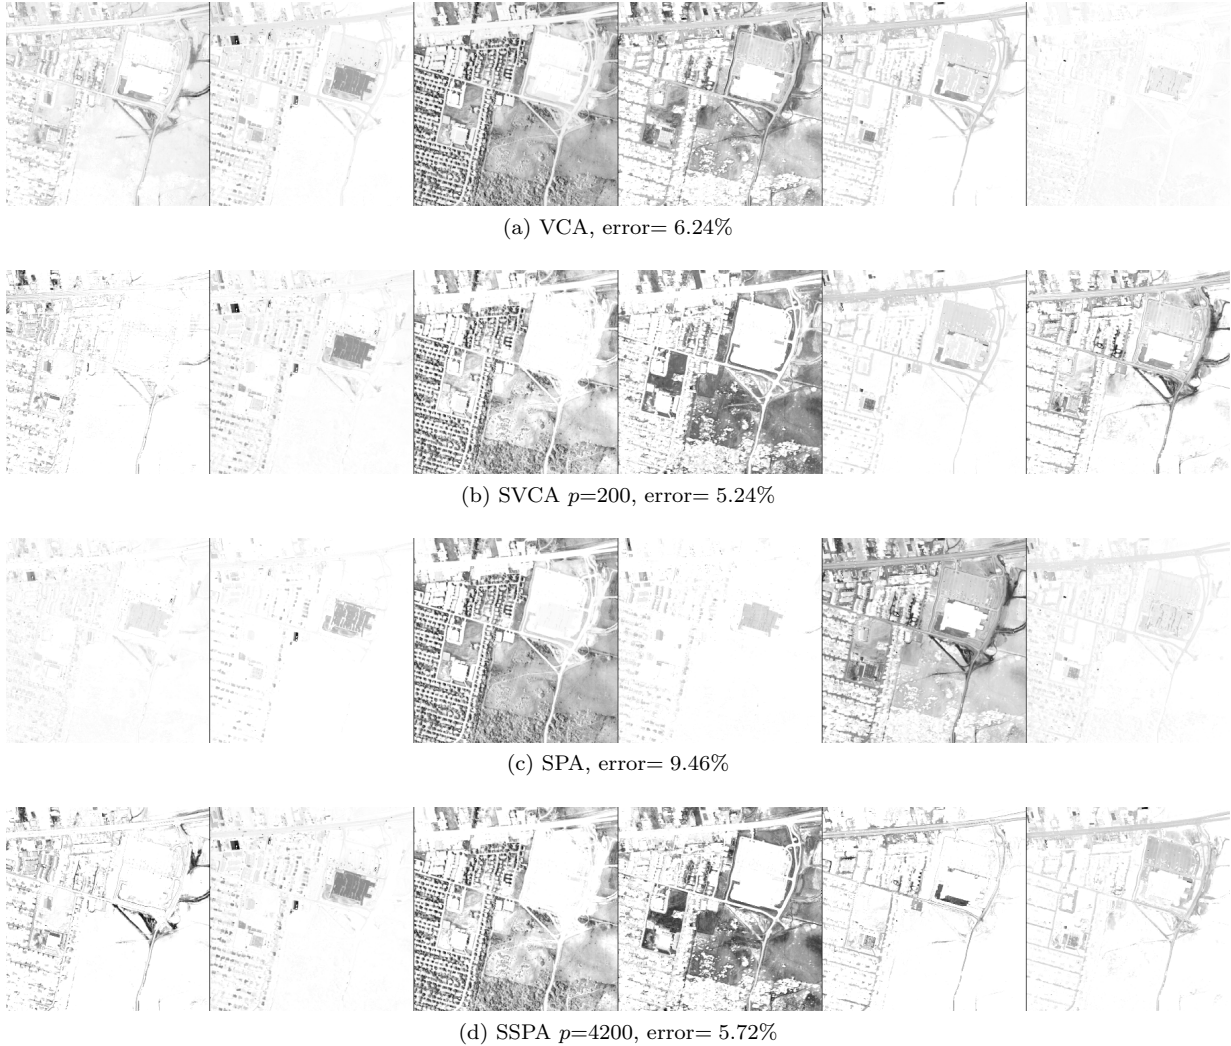 (a) VCA, error= 6.24%
(b) SVCA p=200, error= 5.24%
(c) SPA, error= 9.46%
(d) SSPA p=4200, error= 5.72%